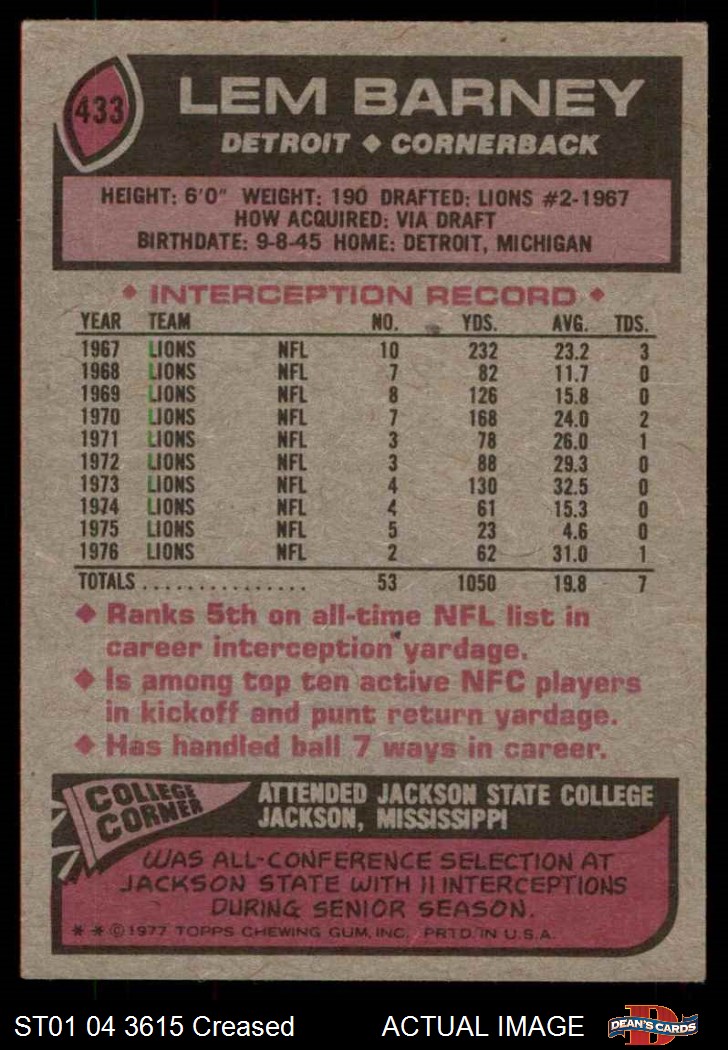 433
LEM BARNEY
DETROIT ◆ CORNERBACK
HEIGHT: 6'0" WEIGHT: 190 DRAFTED: LIONS #2-1967
HOW ACQUIRED: VIA DRAFT
BIRTHDATE: 9-8-45 HOME: DETROIT, MICHIGAN
◆ INTERCEPTION RECORD ◆
YEAR TEAM NO. YDS. AVG. TDS.
1967 LIONS NFL 10 232 23.2 3
1968 LIONS NFL 7 82 11.7 0
1969 LIONS NFL 8 126 15.8 0
1970 LIONS NFL 7 168 24.0 2
1971 LIONS NFL 3 78 26.0 1
1972 LIONS NFL 3 88 29.3 0
1973 LIONS NFL 4 130 32.5 0
1974 LIONS NFL 4 61 15.3 0
1975 LIONS NFL 5 23 4.6 0
1976 LIONS NFL 2 62 31.0 1
TOTALS................ 53 1050 19.8 7
◆ Ranks 5th on all-time NFL list in
career interception yardage.
◆ Is among top ten active NFC players
in kickoff and punt return yardage.
◆ Has handled ball 7 ways in career.
COLLEGE
CORNER
ATTENDED JACKSON STATE COLLEGE
JACKSON, MISSISSIPPI
WAS ALL-CONFERENCE SELECTION AT
JACKSON STATE WITH 11 INTERCEPTIONS
DURING SENIOR SEASON.
* * © 1977 TOPPS CHEWING GUM, INC. PRTD. IN U.S.A.
ST01 04 3615 Creased ACTUAL IMAGE
D
DEAN'S CARDS